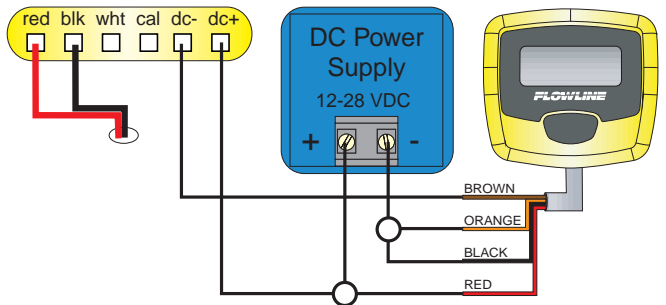 red blk wht cal dc- dc+
DC Power
Supply
12-28 VDC
+ -
FLOWLINE
BROWN
ORANGE
BLACK
RED